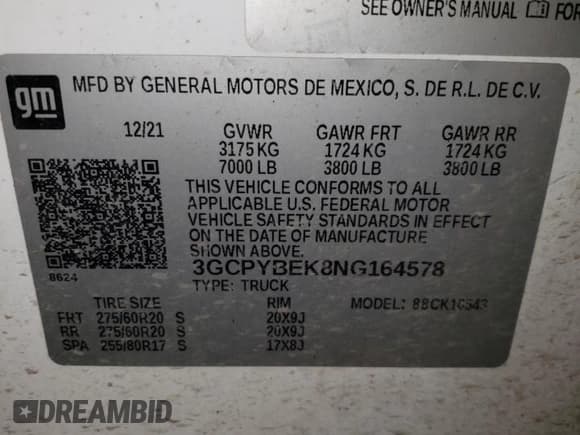 SEE OWNER'S MANUAL FOR
gm
MFD BY GENERAL MOTORS DE MEXICO, S. DE R.L. DE C.V.
12/21 GVWR GAWR FRT GAWR RR
3175 KG 1724 KG 1724 KG
7000 LB 3800 LB 3800 LB
THIS VEHICLE CONFORMS TO ALL
APPLICABLE U.S. FEDERAL MOTOR
VEHICLE SAFETY STANDARDS IN EFFECT
ON THE DATE OF MANUFACTURE
SHOWN ABOVE.
8624
3GCPYBEK8NG164578
TYPE: TRUCK
TIRE SIZE RIM MODEL:
FRT 275/60R20 S 20X9J
RR 275/60R20 S 20X9J
SPA 255/80R17 S 17X8J
DREAMBID